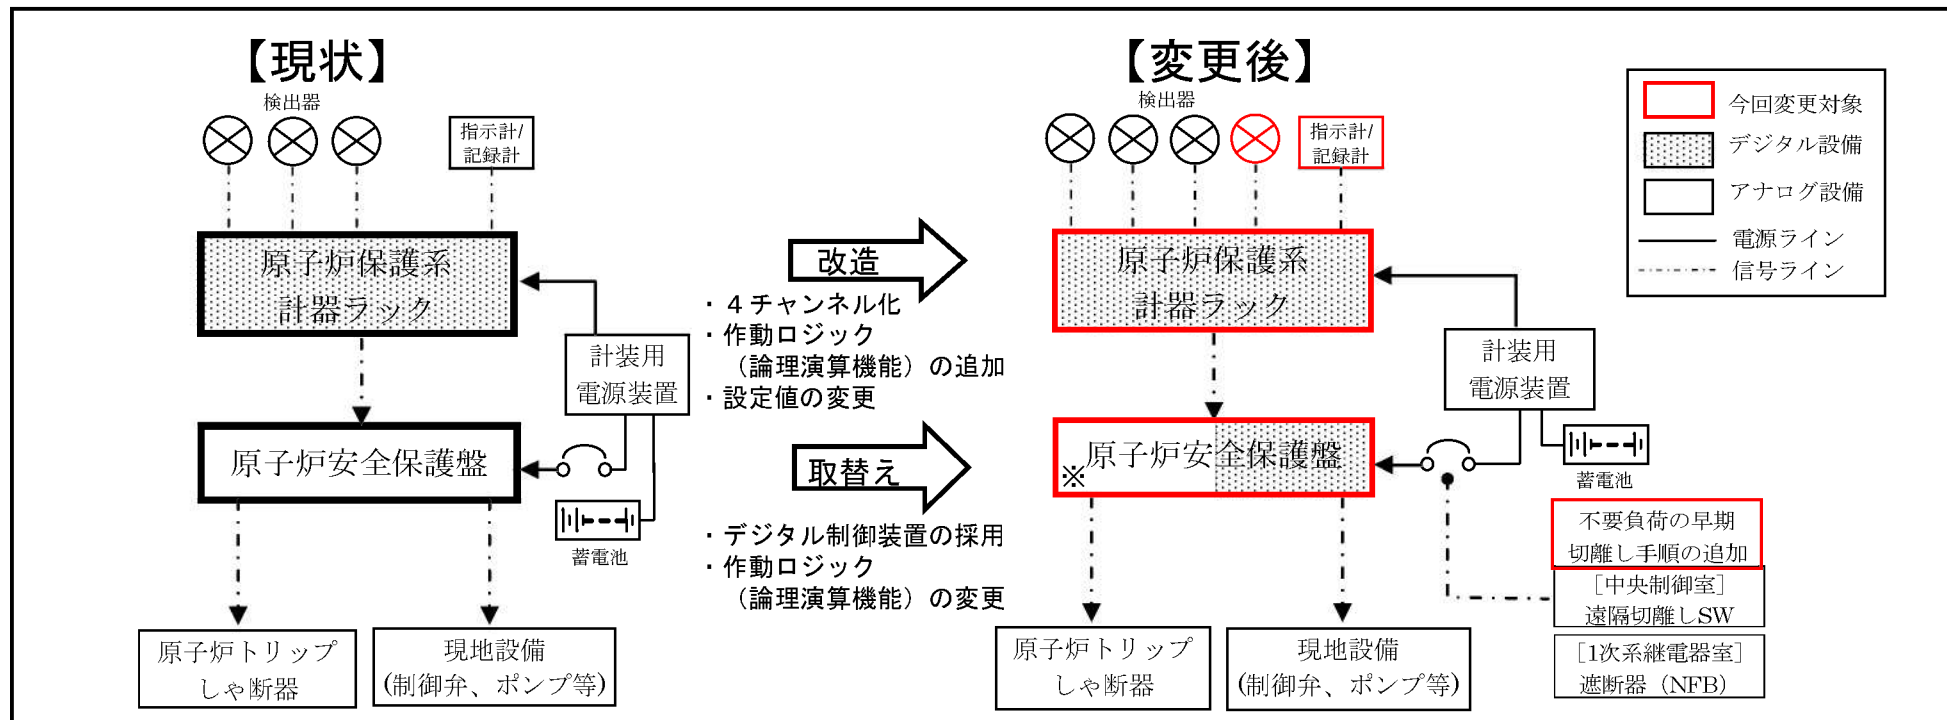 【現状】
検出器
指示計/
記録計
原子炉保護系
計器ラック
計装用
電源装置
原子炉安全保護盤
蓄電池
原子炉トリップ
しゃ断器
現地設備
(制御弁、ポンプ等)
改造
・４チャンネル化
・作動ロジック
（論理演算機能）の追加
・設定値の変更
取替え
・デジタル制御装置の採用
・作動ロジック
（論理演算機能）の変更
【変更後】
検出器
指示計/
記録計
原子炉保護系
計器ラック
計装用
電源装置
原子炉安全保護盤
※
蓄電池
不要負荷の早期
切離し手順の追加
［中央制御室］
遠隔切離しSW
［1次系継電器室］
遮断器（NFB）
原子炉トリップ
しゃ断器
現地設備
(制御弁、ポンプ等)
今回変更対象
デジタル設備
アナログ設備
電源ライン
信号ライン